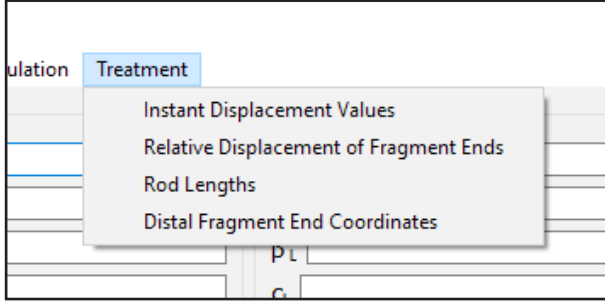 ulation Treatment
Instant Displacement Values
Relative Displacement of Fragment Ends
Rod Lengths
Distal Fragment End Coordinates
p L